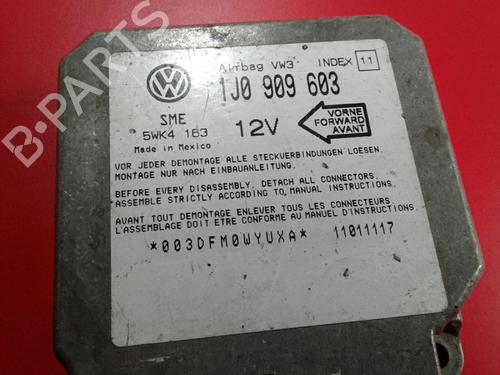 Airbag VW3 INDEX 11
1J0 909 603
SME
5WK4 163
12V
VORNE
FORWARD
AVANT
Made in Mexico
VOR JEDER DEMONTAGE ALLE STECKVERBINDUNGEN LOESEN.
MONTAGE NUR NACH EINBAUANLEITUNG.
BEFORE EVERY DISASSEMBLY, DETACH ALL CONNECTORS.
ASSEMBLE STRICTLY ACCORDING TO MANUAL INSTRUCTIONS.
AVANT TOUT DEMONTAGE ENLEVER TOUS LES CONNECTEURS.
L'ASSEMBLAGE DOIT ETRE CONFORME AU MANUEL D'INSTRUCTIONS.
*003DFM0WYUXA* 11011117
B-PARTS